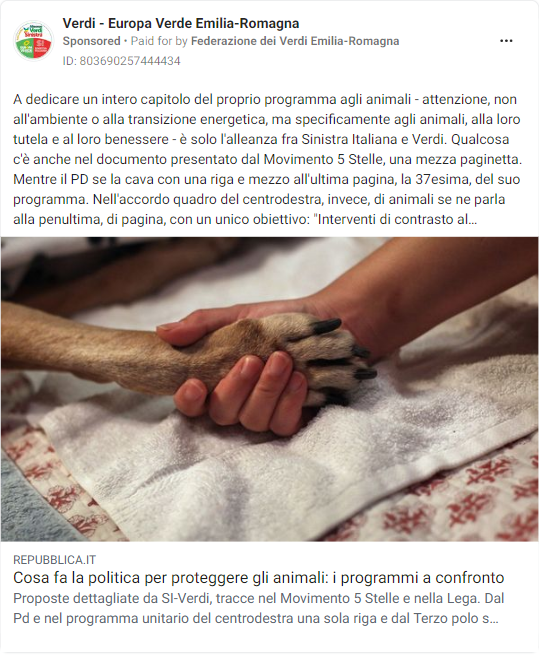 Verdi - Europa Verde Emilia-Romagna
Sponsored • Paid for by Federazione dei Verdi Emilia-Romagna
ID: 803690257444434
A dedicare un intero capitolo del proprio programma agli animali - attenzione, non
all'ambiente o alla transizione energetica, ma specificamente agli animali, alla loro
tutela e al loro benessere - è solo l'alleanza fra Sinistra Italiana e Verdi. Qualcosa
c'è anche nel documento presentato dal Movimento 5 Stelle, una mezza paginetta.
Mentre il PD se la cava con una riga e mezzo all'ultima pagina, la 37esima, del suo
programma. Nell'accordo quadro del centrodestra, invece, di animali se ne parla
alla penultima, di pagina, con un unico obiettivo: "Interventi di contrasto al...
REPUBBLICA.IT
Cosa fa la politica per proteggere gli animali: i programmi a confronto
Proposte dettagliate da SI-Verdi, tracce nel Movimento 5 Stelle e nella Lega. Dal
Pd e nel programma unitario del centrodestra una sola riga e dal Terzo polo s...